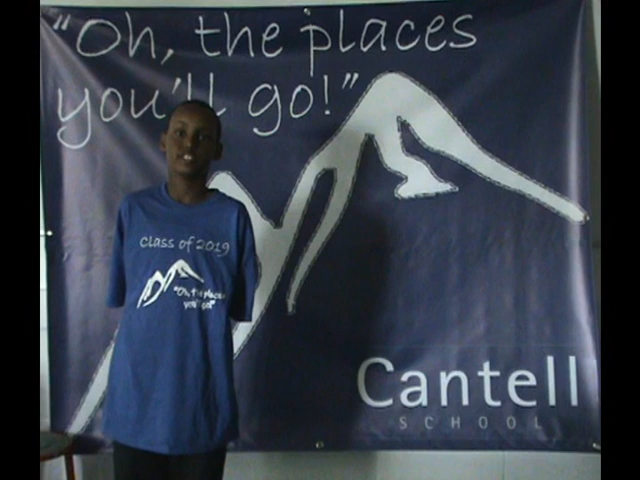 "Oh, the places
you'll go!"
Class of 2019
"Oh, the places
you'll go!"
Cantell
SCHOOL